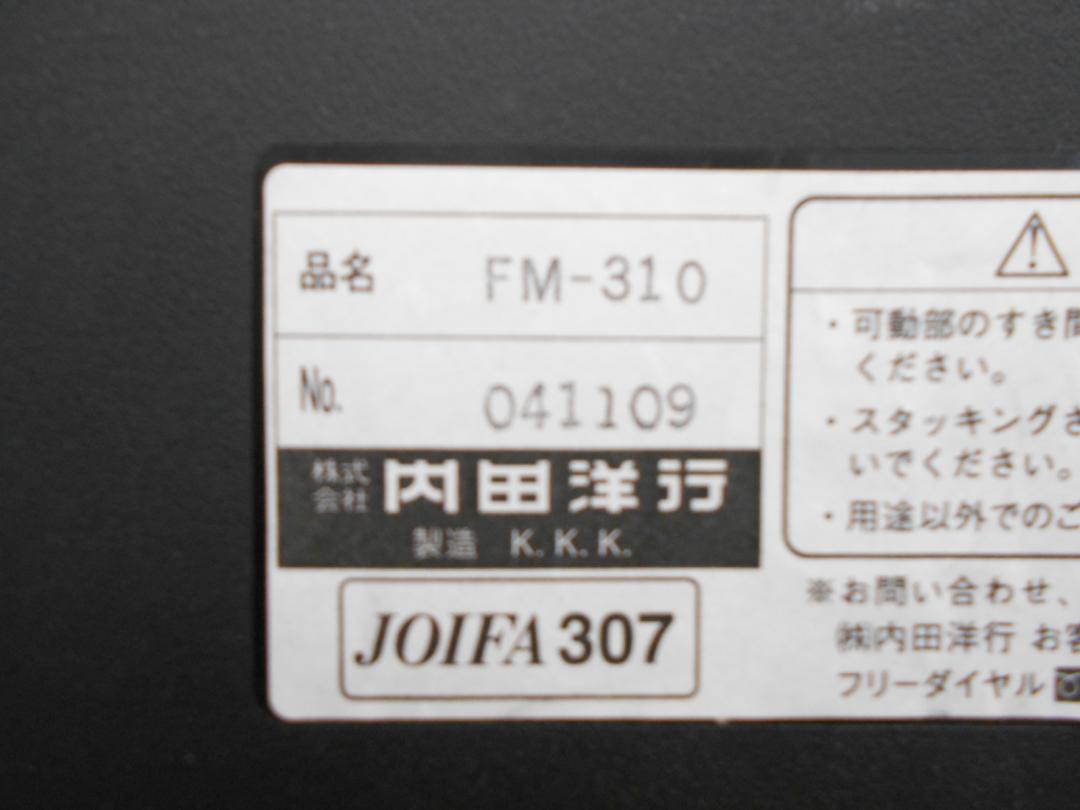 品名 FM-310
No. 041109
株式会社 内田洋行
製造 K.K.K.
JOIFA 307
・可動部のすき間
ください。
・スタッキングさ
いでください。
・用途以外でのご
※お問い合わせ、
㈱内田洋行 お客
フリーダイヤル